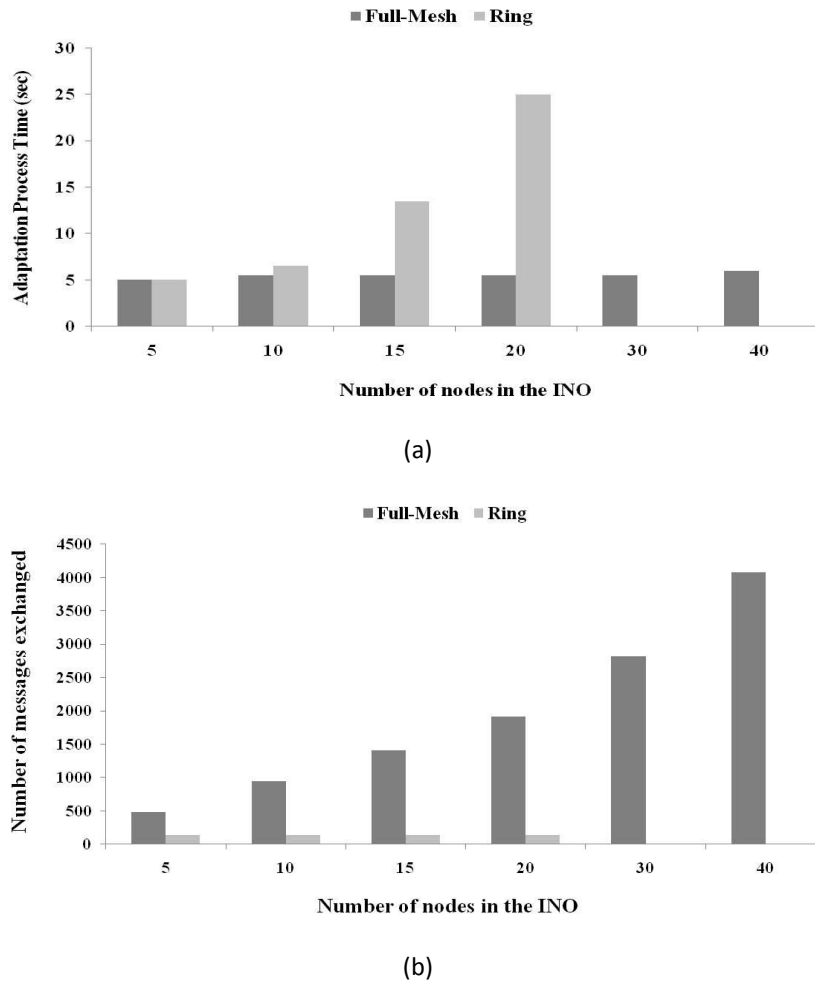 Full-Mesh Ring
Adaptation Process Time (sec)
30
25
20
15
10
5
0
5 10 15 20 30 40
Number of nodes in the INO
(a)
Full-Mesh Ring
Number of messages exchanged
4500
4000
3500
3000
2500
2000
1500
1000
500
0
5 10 15 20 30 40
Number of nodes in the INO
(b)